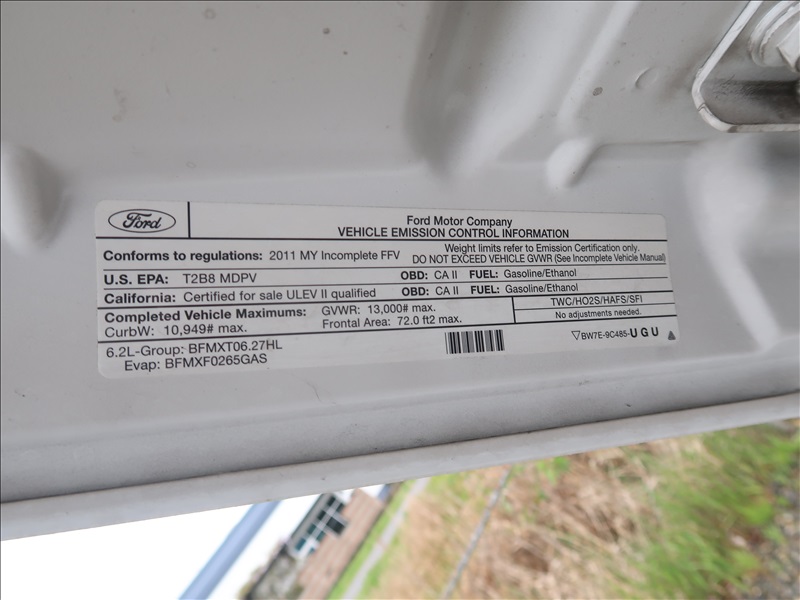 Ford
Ford Motor Company
VEHICLE EMISSION CONTROL INFORMATION
Conforms to regulations: 2011 MY Incomplete FFV
Weight limits refer to Emission Certification only.
DO NOT EXCEED VEHICLE GVWR (See Incomplete Vehicle Manual)
U.S. EPA: T2B8 MDPV OBD: CA II FUEL: Gasoline/Ethanol
California: Certified for sale ULEV II qualified OBD: CA II FUEL: Gasoline/Ethanol
Completed Vehicle Maximums: GVWR: 13,000# max.
CurbW: 10,949# max. Frontal Area: 72.0 ft2 max.
TWC/HO2S/HAFS/SFI
No adjustments needed.
6.2L-Group: BFMXT06.27HL
Evap: BFMXF0265GAS
BW7E-9C485-UGU